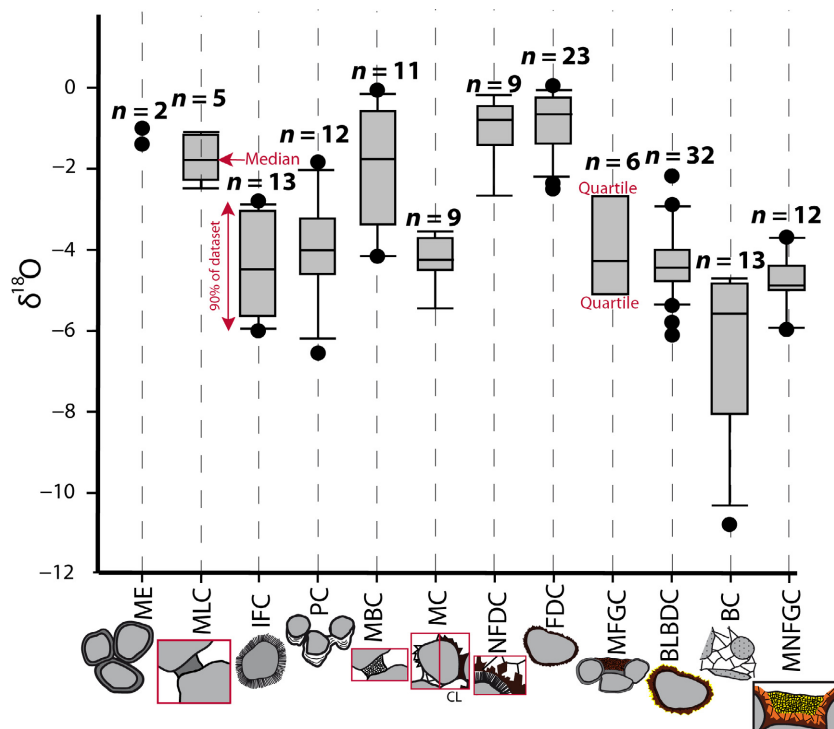 n = 23
n = 11
n = 9
0
n = 5
n = 2
n = 12
n = 32
n = 6
Median
−2
n = 13
Quartile
n = 12
n = 9
n = 13
δ18O
90% of dataset
−4
Quartile
−6
−8
−10
−12
ME
MLC
IFC
PC
MBC
MC
NFDC
FDC
MFGC
BLBDC
BC
MNFGC
CL